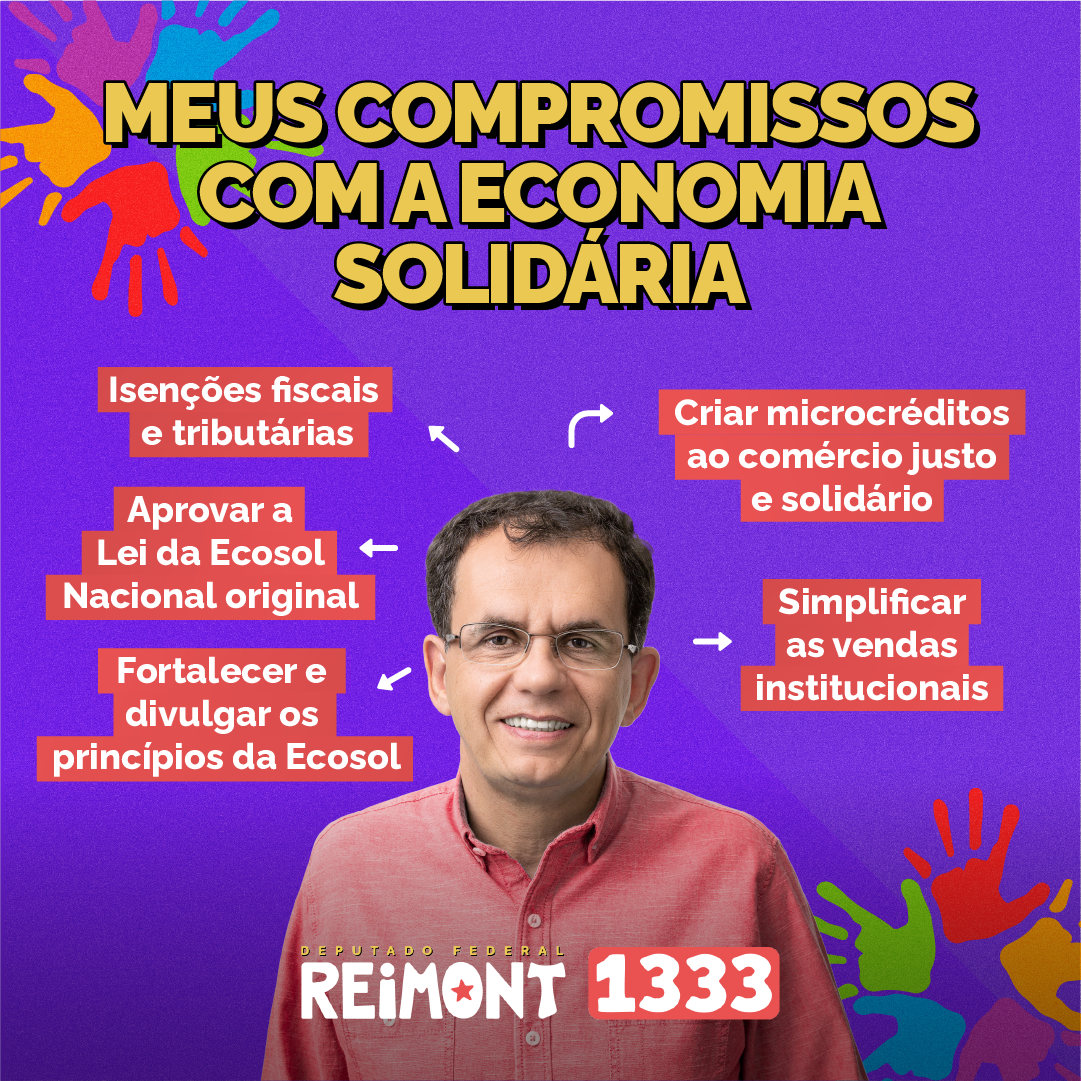 MEUS COMPROMISSOS
COM A ECONOMIA
SOLIDÁRIA
Isenções fiscais
e tributárias
Aprovar a
Lei da Ecosol
Nacional original
Fortalecer e
divulgar os
princípios da Ecosol
Criar microcréditos
ao comércio justo
e solidário
Simplificar
as vendas
institucionais
DEPUTADO FEDERAL
REIMONT 1333